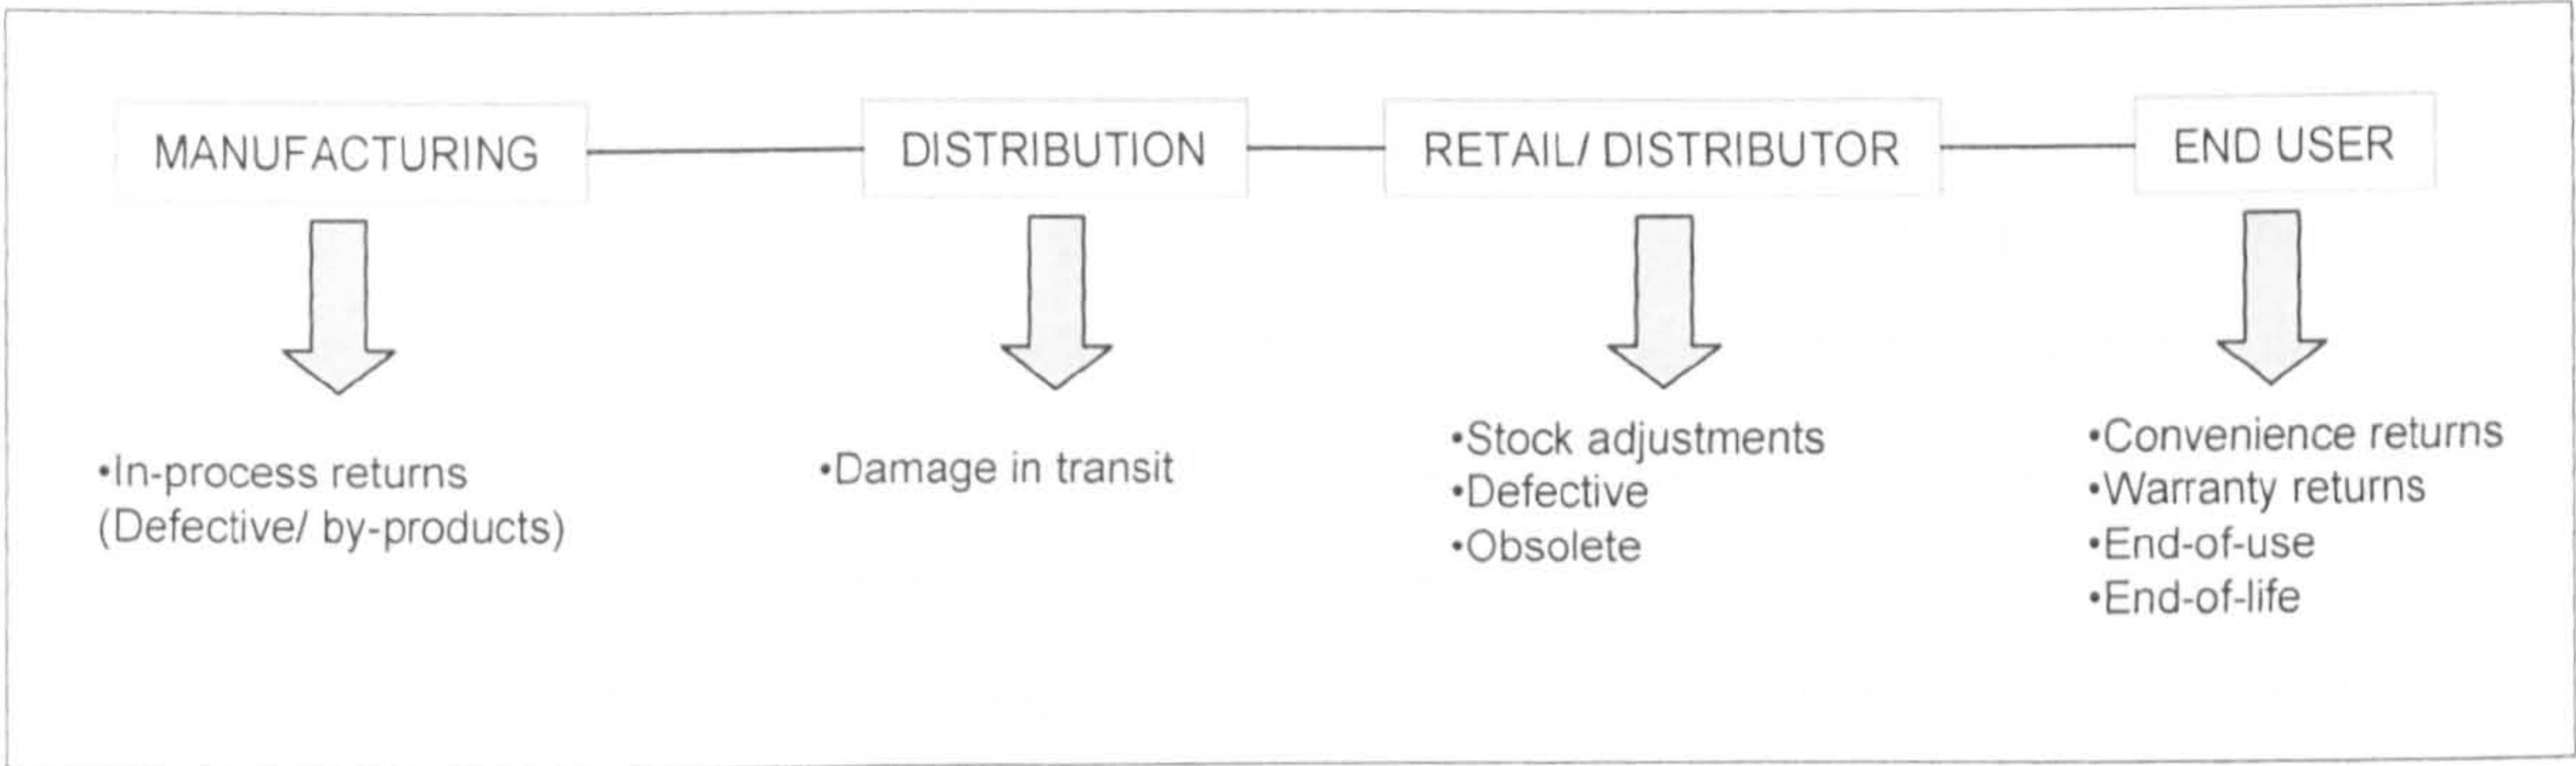 MANUFACTURING
DISTRIBUTION
RETAIL/ DISTRIBUTOR
END USER
•In-process returns
(Defective/ by-products)
•Damage in transit
•Stock adjustments
•Defective
•Obsolete
•Convenience returns
•Warranty returns
•End-of-use
•End-of-life